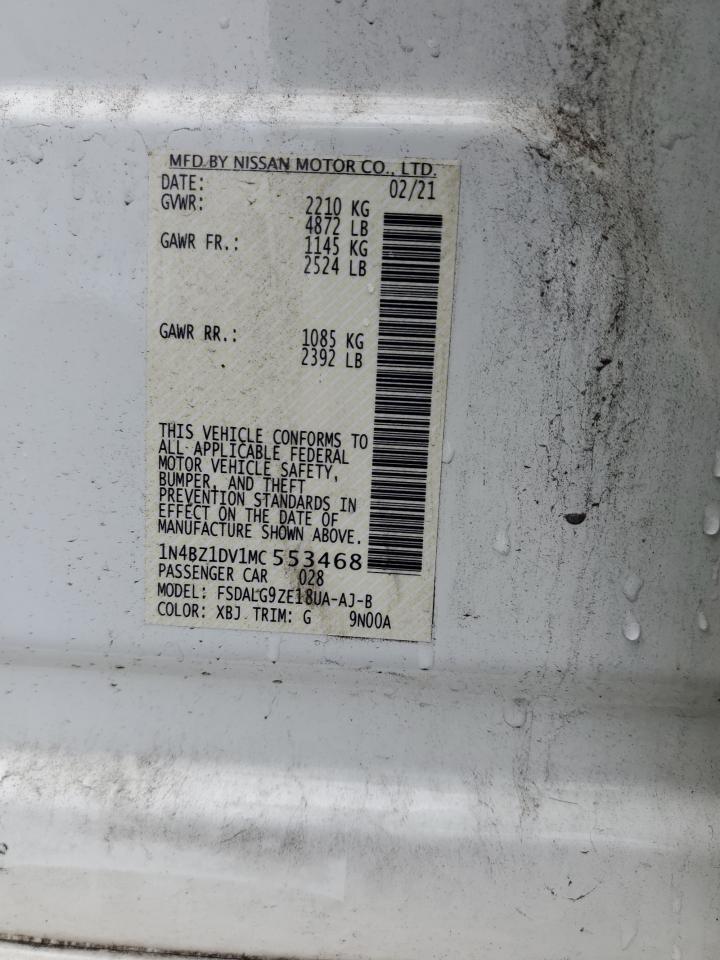 MFD.BY NISSAN MOTOR CO., LTD.
DATE: 02/21
GVWR: 2210 KG
4872 LB
GAWR FR.: 1145 KG
2524 LB
GAWR RR.: 1085 KG
2392 LB
THIS VEHICLE CONFORMS TO
ALL APPLICABLE FEDERAL
MOTOR VEHICLE SAFETY,
BUMPER, AND THEFT
PREVENTION STANDARDS IN
EFFECT ON THE DATE OF
MANUFACTURE SHOWN ABOVE.
1N4BZ1DV1MC553468
PASSENGER CAR 028
MODEL: FSDALG9ZE18UA-AJ-B
COLOR: XBJ TRIM: G 9N00A